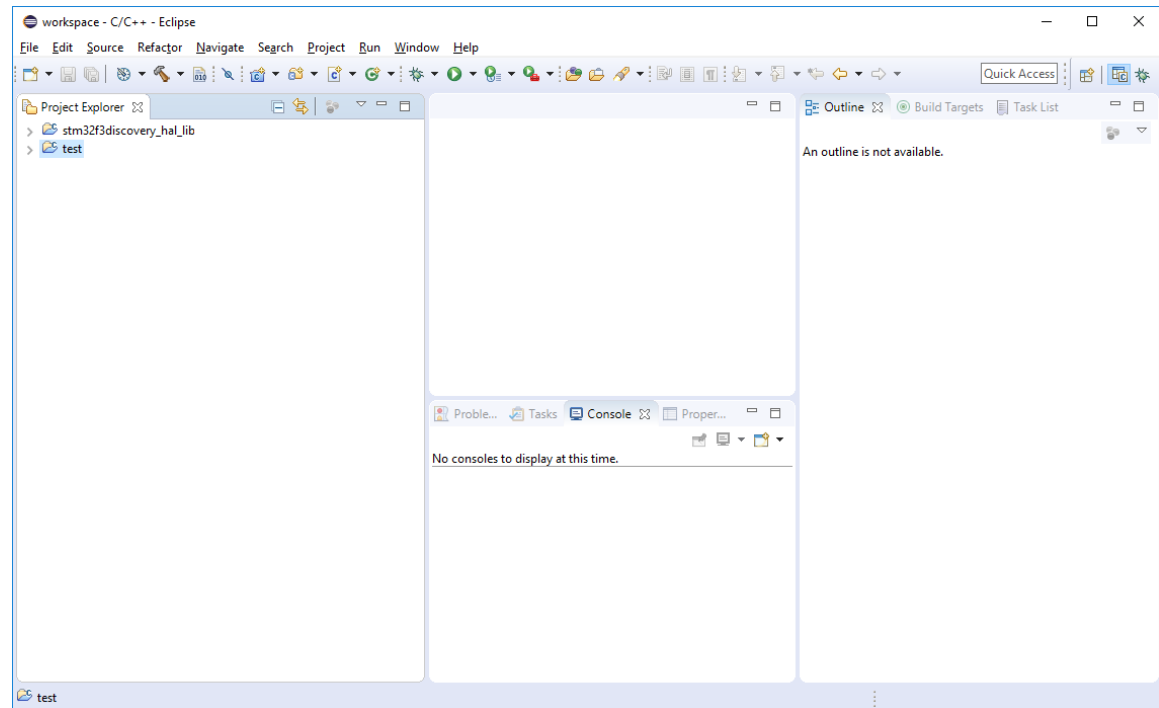 workspace - C/C++ - Eclipse
File Edit Source Refactor Navigate Search Project Run Window Help
010
Quick Access
Project Explorer
Outline Build Targets Task List
stm32f3discovery_hal_lib
test
An outline is not available.
Proble... Tasks Console Proper...
No consoles to display at this time.
test